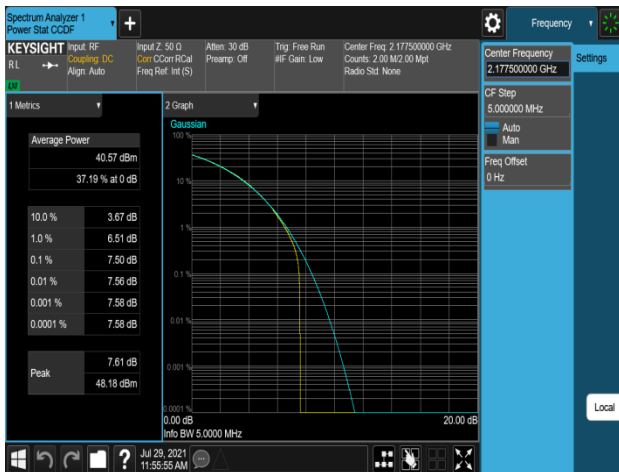 Spectrum Analyzer 1
Power Stat CCDF
Frequency
KEYSIGHT
Input: RF
Coupling: DC
Align: Auto
Input Z: 50 Ω
Corr CCorr RCal
Freq Ref: Int (S)
Atten: 30 dB
Preamp: Off
Trig: Free Run
#IF Gain: Low
Center Freq: 2.177500000 GHz
Counts: 2.00 M/2.00 Mpt
Radio Std: None
R L
LXI
Center Frequency
2.177500000 GHz
Settings
CF Step
5.000000 MHz
Auto
Man
Freq Offset
0 Hz
1 Metrics
Average Power
40.57 dBm
37.19 % at 0 dB
10.0 % 3.67 dB
1.0 % 6.51 dB
0.1 % 7.50 dB
0.01 % 7.56 dB
0.001 % 7.58 dB
0.0001 % 7.58 dB
Peak
7.61 dB
48.18 dBm
2 Graph
Gaussian
100 %
10 %
1 %
0.1 %
0.01 %
0.001 %
0.0001 %
0.00 dB
20.00 dB
Info BW 5.0000 MHz
Local
?
Jul 29, 2021
11:55:55 AM